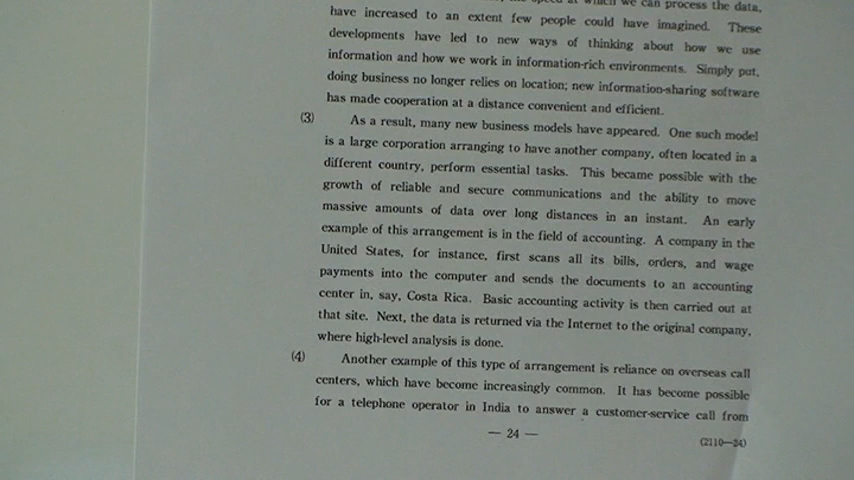 which we can process the data,
have increased to an extent few people could have imagined. These
developments have led to new ways of thinking about how we use
information and how we work in information-rich environments. Simply put,
doing business no longer relies on location; new information-sharing software
has made cooperation at a distance convenient and efficient.
(3) As a result, many new business models have appeared. One such model
is a large corporation arranging to have another company, often located in a
different country, perform essential tasks. This became possible with the
growth of reliable and secure communications and the ability to move
massive amounts of data over long distances in an instant. An early
example of this arrangement is in the field of accounting. A company in the
United States, for instance, first scans all its bills, orders, and wage
payments into the computer and sends the documents to an accounting
center in, say, Costa Rica. Basic accounting activity is then carried out at
that site. Next, the data is returned via the Internet to the original company,
where high-level analysis is done.
(4) Another example of this type of arrangement is reliance on overseas call
centers, which have become increasingly common. It has become possible
for a telephone operator in India to answer a customer-service call from
— 24 —
(2110—24)